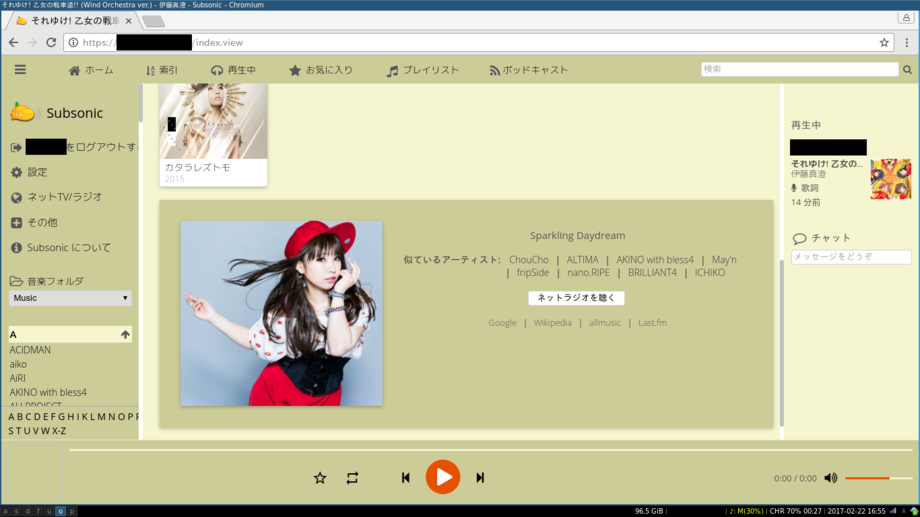 それゆけ! 乙女の戦車道!! (Wind Orchestra ver.) - 伊藤真澄 - Subsonic - Chromium
それゆけ! 乙女の戦車
https://
/index.view
ホーム
索引
再生中
お気に入り
プレイリスト
ポッドキャスト
検索
Subsonic
をログアウトす
設定
ネットTV/ラジオ
その他
Subsonic について
音楽フォルダ
Music
A
ACIDMAN
aiko
AiRI
AKINO with bless4
ALI PROJECT
A B C D E F G H I K L M N O P R
S T U V W X-Z
カタラレズトモ
2015
Sparkling Daydream
似ているアーティスト: ChouCho | ALTIMA | AKINO with bless4 | May'n
| fripSide | nano.RIPE | BRILLIANT4 | ICHIKO
ネットラジオを聴く
Google | Wikipedia | allmusic | Last.fm
再生中
それゆけ! 乙女の...
伊藤真澄
歌詞
14 分前
チャット
メッセージをどうぞ
0:00 / 0:00
a s d f u o p
96.5 GiB | | ♪: M(30%) | CHR 70% 00:27 | 2017-02-22 16:55